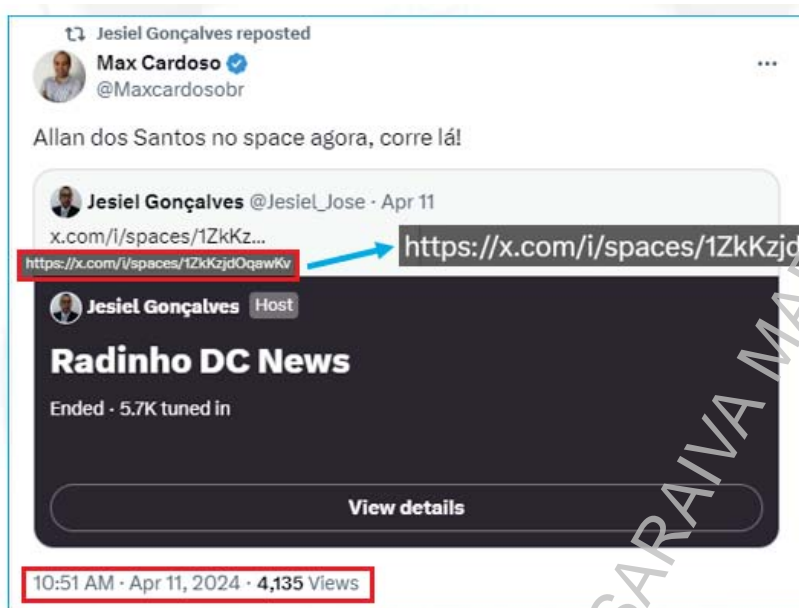 Jesiel Gonçalves reposted
Max Cardoso
@Maxcardosobr
Allan dos Santos no space agora, corre lá!
Jesiel Gonçalves @Jesiel_Jose · Apr 11
x.com/i/spaces/1ZkKz...
https://x.com/i/spaces/1ZkKzjdOqawKv
https://x.com/i/spaces/1ZkKzjd
Jesiel Gonçalves Host
Radinho DC News
Ended · 5.7K tuned in
View details
10:51 AM · Apr 11, 2024 · 4,135 Views
SARAIVA